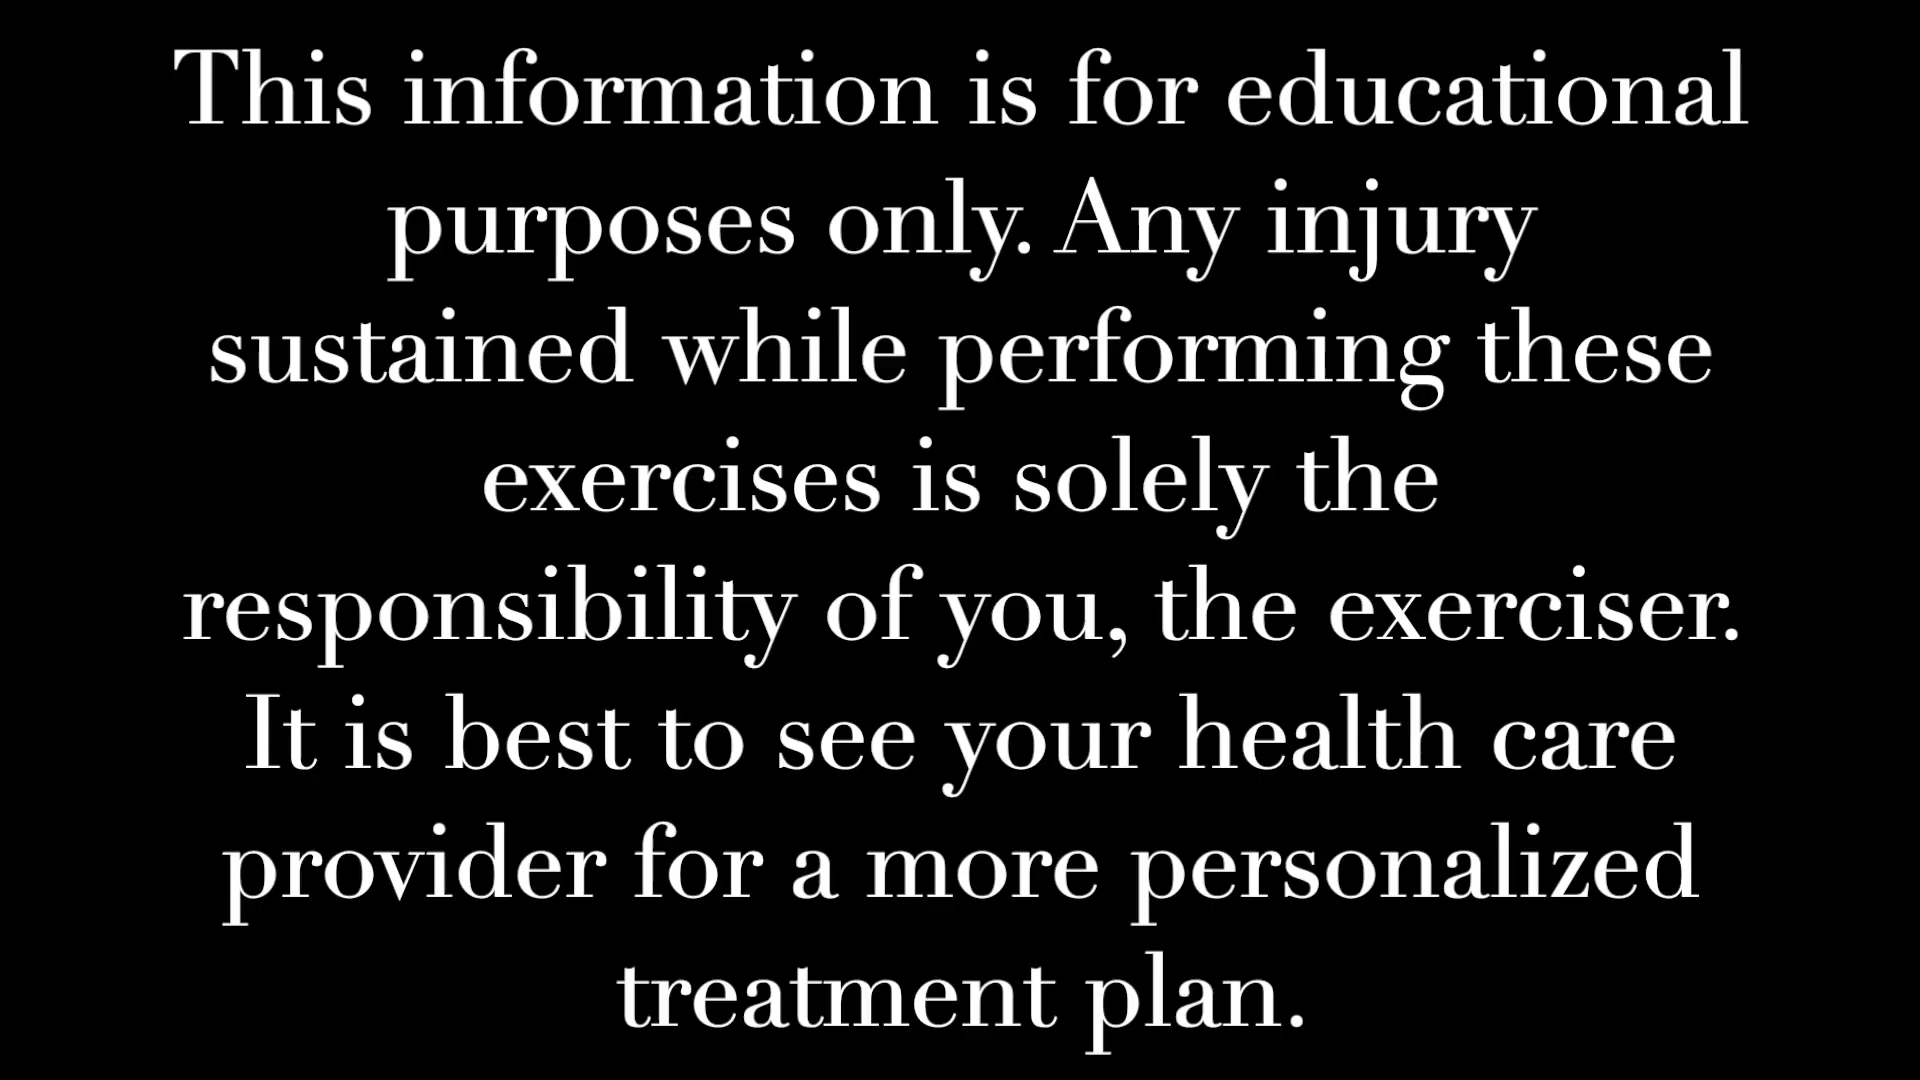 This information is for educational
purposes only. Any injury
sustained while performing these
exercises is solely the
responsibility of you, the exerciser.
It is best to see your health care
provider for a more personalized
treatment plan.